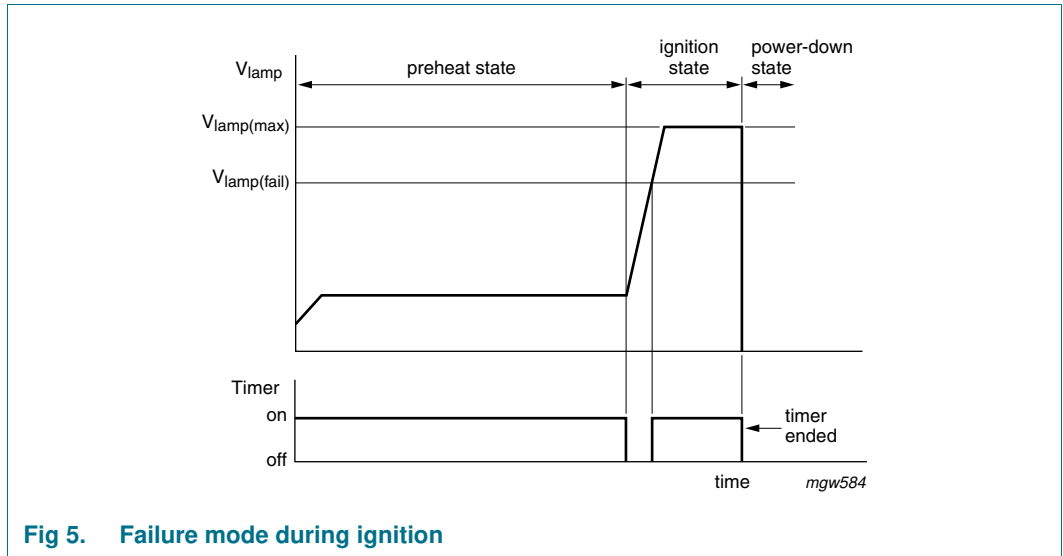 V_lamp
preheat state
ignition
state
power-down
state
V_lamp(max)
V_lamp(fail)
Timer
on
off
timer
ended
time
mgw584
Fig 5. Failure mode during ignition